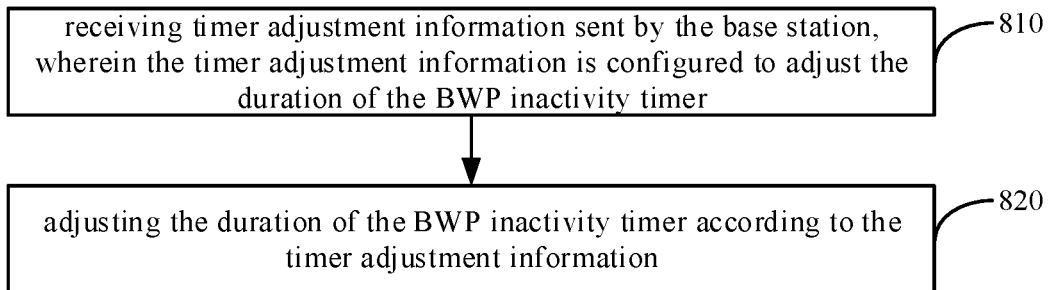 receiving timer adjustment information sent by the base station,
wherein the timer adjustment information is configured to adjust the
duration of the BWP inactivity timer
810
adjusting the duration of the BWP inactivity timer according to the
timer adjustment information
820